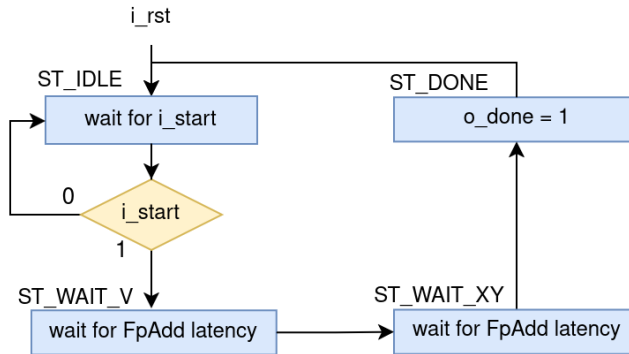 i_rst
ST_IDLE
wait for i_start
0
i_start
1
ST_WAIT_V
wait for FpAdd latency
ST_WAIT_XY
wait for FpAdd latency
ST_DONE
o_done = 1